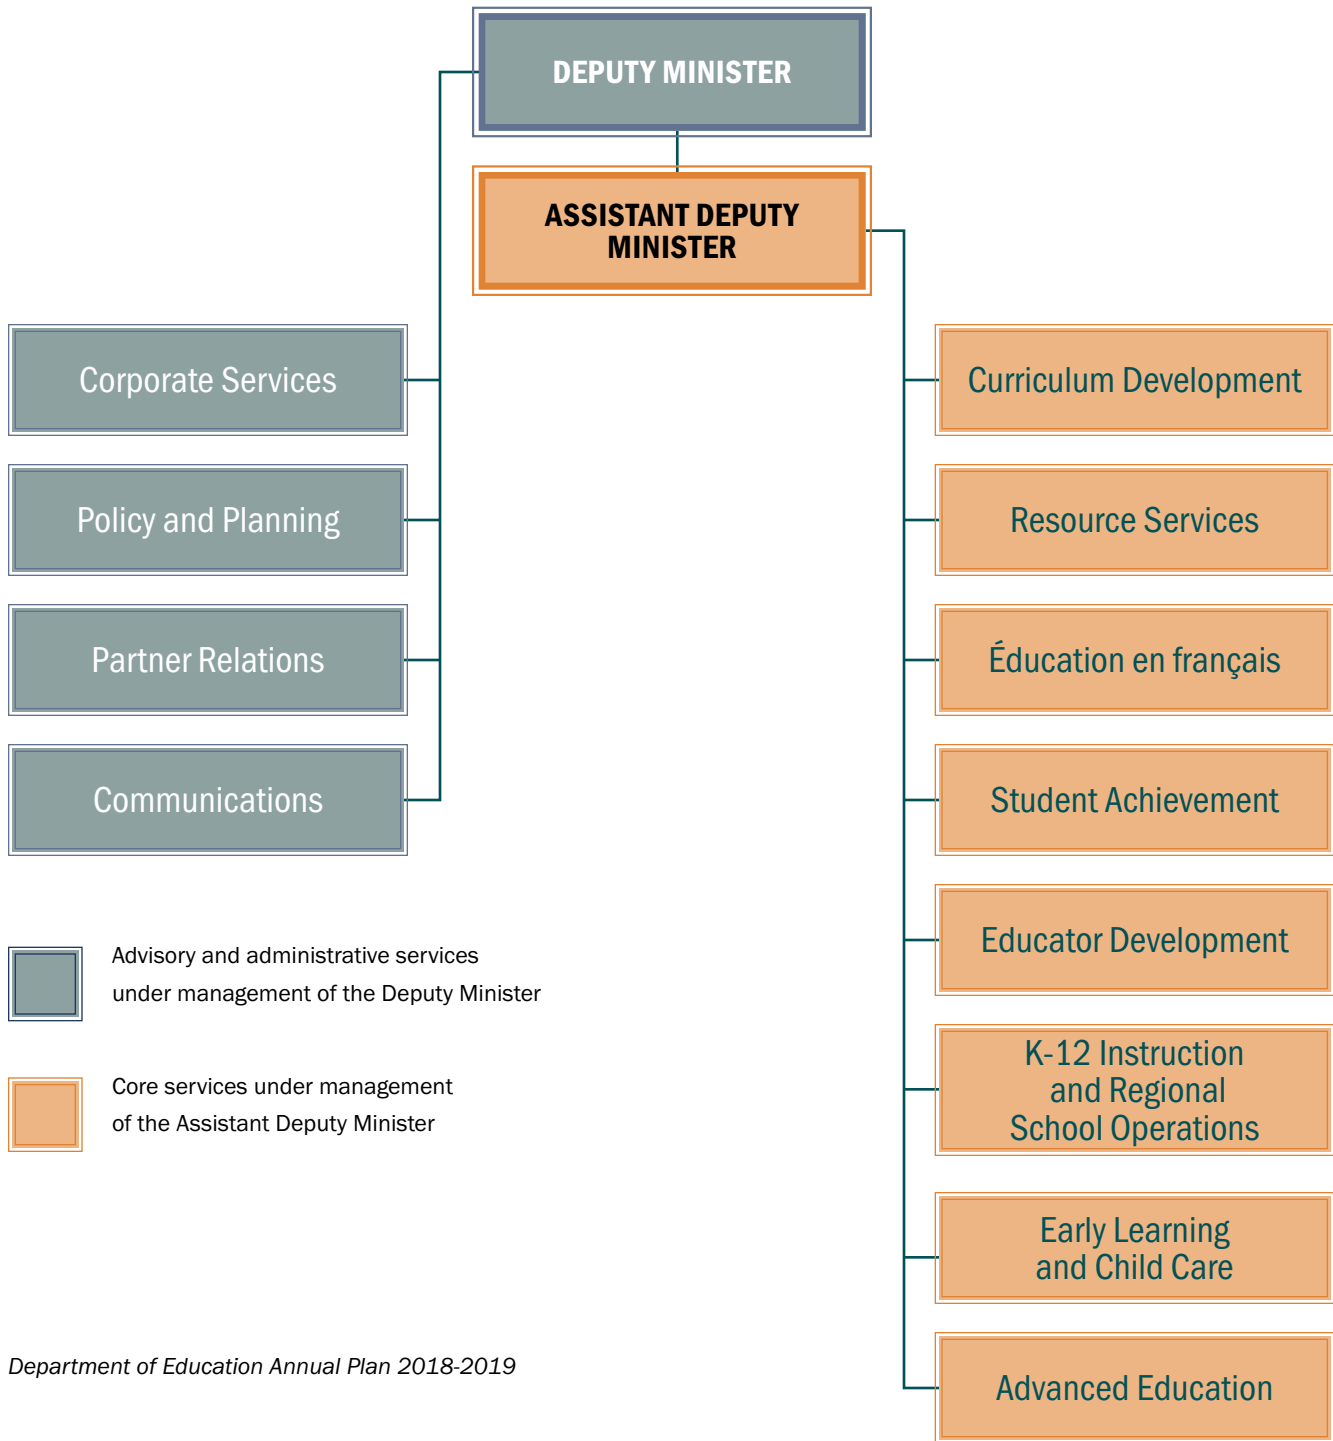 DEPUTY MINISTER
ASSISTANT DEPUTY
MINISTER
Corporate Services
Policy and Planning
Partner Relations
Communications
Curriculum Development
Resource Services
Éducation en français
Student Achievement
Educator Development
K-12 Instruction
and Regional
School Operations
Early Learning
and Child Care
Advanced Education
Advisory and administrative services
under management of the Deputy Minister
Core services under management
of the Assistant Deputy Minister
Department of Education Annual Plan 2018-2019